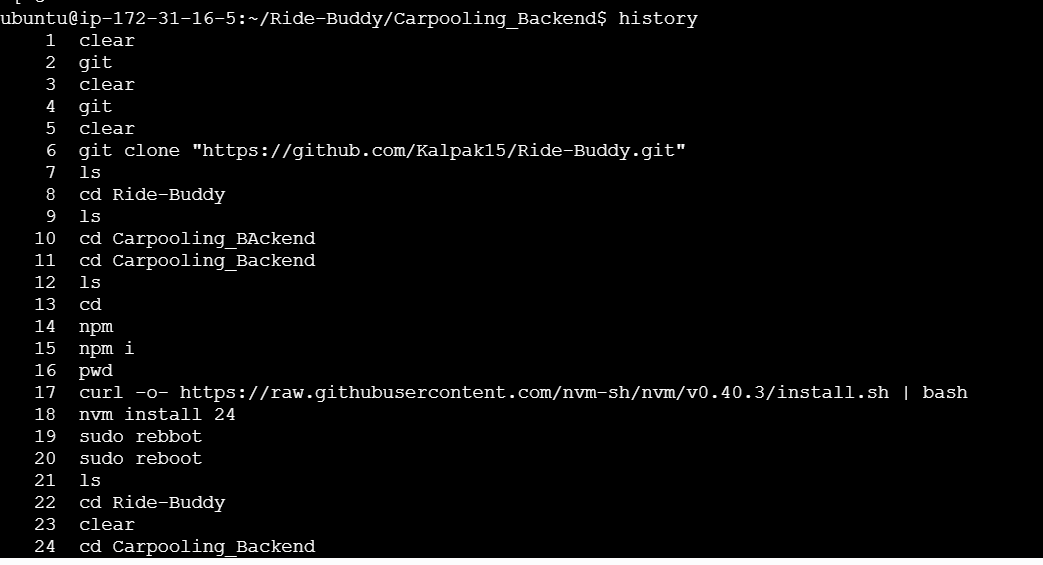 ubuntu@ip-172-31-16-5:~/Ride-Buddy/Carpooling_Backend$ history
1 clear
2 git
3 clear
4 git
5 clear
6 git clone "https://github.com/Kalpak15/Ride-Buddy.git"
7 ls
8 cd Ride-Buddy
9 ls
10 cd Carpooling_BAckend
11 cd Carpooling_Backend
12 ls
13 cd
14 npm
15 npm i
16 pwd
17 curl -o- https://raw.githubusercontent.com/nvm-sh/nvm/v0.40.3/install.sh | bash
18 nvm install 24
19 sudo rebbot
20 sudo reboot
21 ls
22 cd Ride-Buddy
23 clear
24 cd Carpooling_Backend